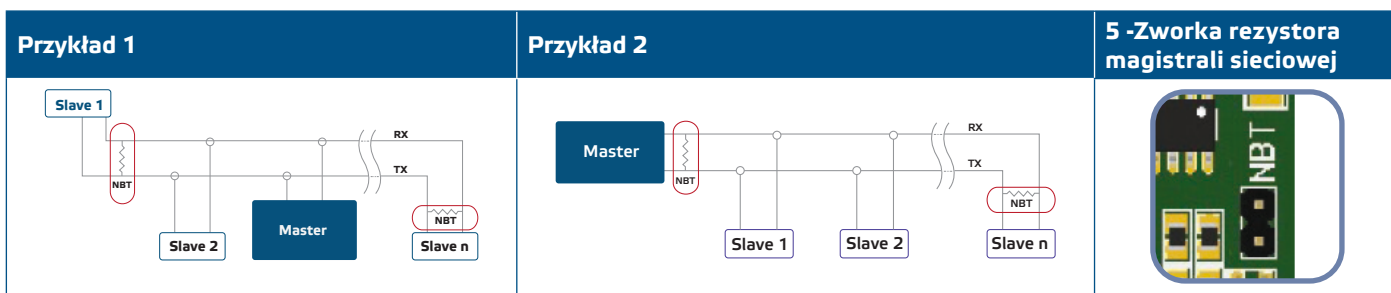 Przykład 1
Slave 1
RX
TX
NBT
NBT
Slave 2
Master
Slave n
Przykład 2
Master
RX
TX
NBT
NBT
Slave 1
Slave 2
Slave n
5 -Zworka rezystora
magistrali sieciowej
NBT